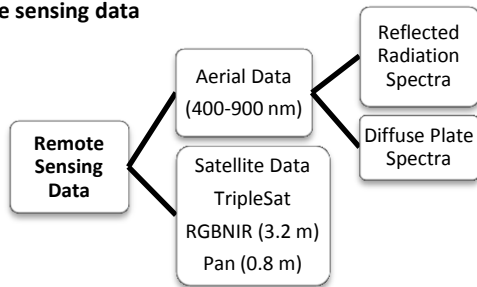 e sensing data
Reflected
Radiation
Spectra
Aerial Data
(400-900 nm)
Diffuse Plate
Spectra
Remote
Sensing
Data
Satellite Data
TripleSat
RGBNIR (3.2 m)
Pan (0.8 m)